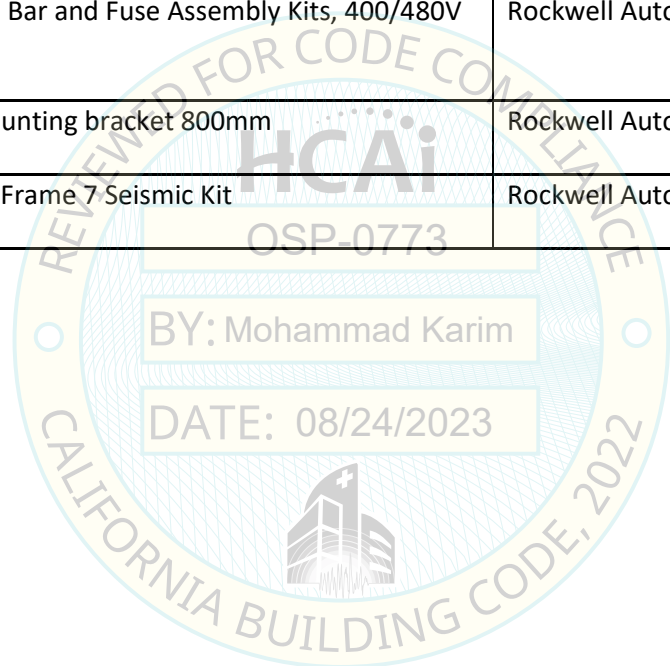 Bar and Fuse Assembly Kits, 400/480V Rockwell Auto
unting bracket 800mm Rockwell Auto
Frame 7 Seismic Kit Rockwell Auto
REVIEWED FOR CODE COMPLIANCE
HCAi
OSP-0773
BY: Mohammad Karim
DATE: 08/24/2023
CALIFORNIA BUILDING CODE, 2022